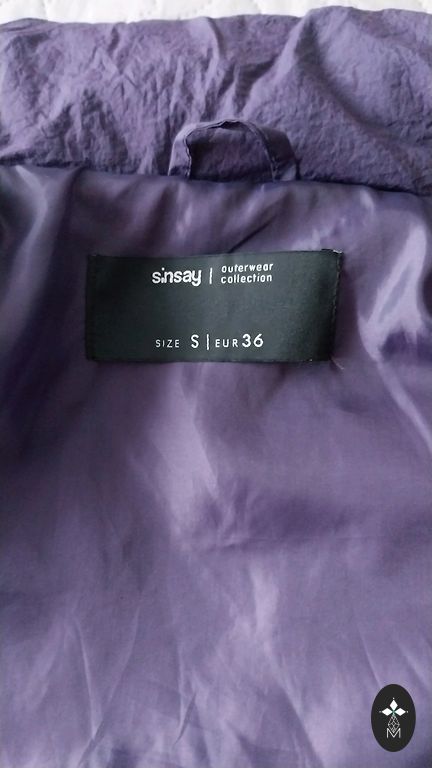 sinsay | outerwear
collection
SIZE S | EUR 36
M